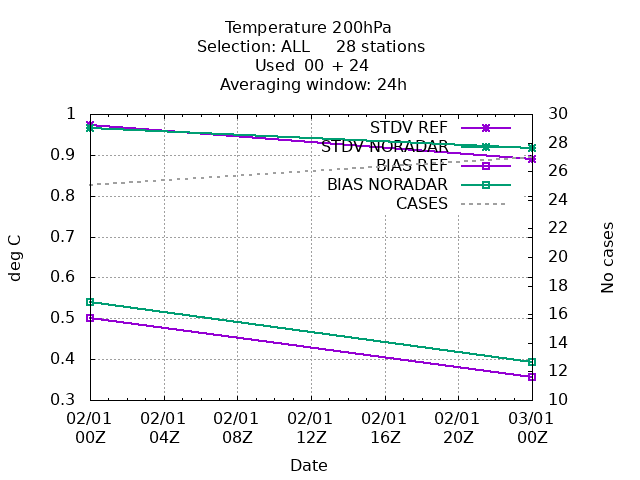 Temperature 200hPa
Selection: ALL 28 stations
Used 00 + 24
Averaging window: 24h
1
0.9
0.8
0.7
0.6
0.5
0.4
0.3
deg C
30
28
26
24
22
20
18
16
14
12
10
No cases
STDV REF
STDV NORADAR
BIAS REF
BIAS NORADAR
CASES
02/01 02/01 02/01 02/01 02/01 02/01 03/01
00Z 04Z 08Z 12Z 16Z 20Z 00Z
Date